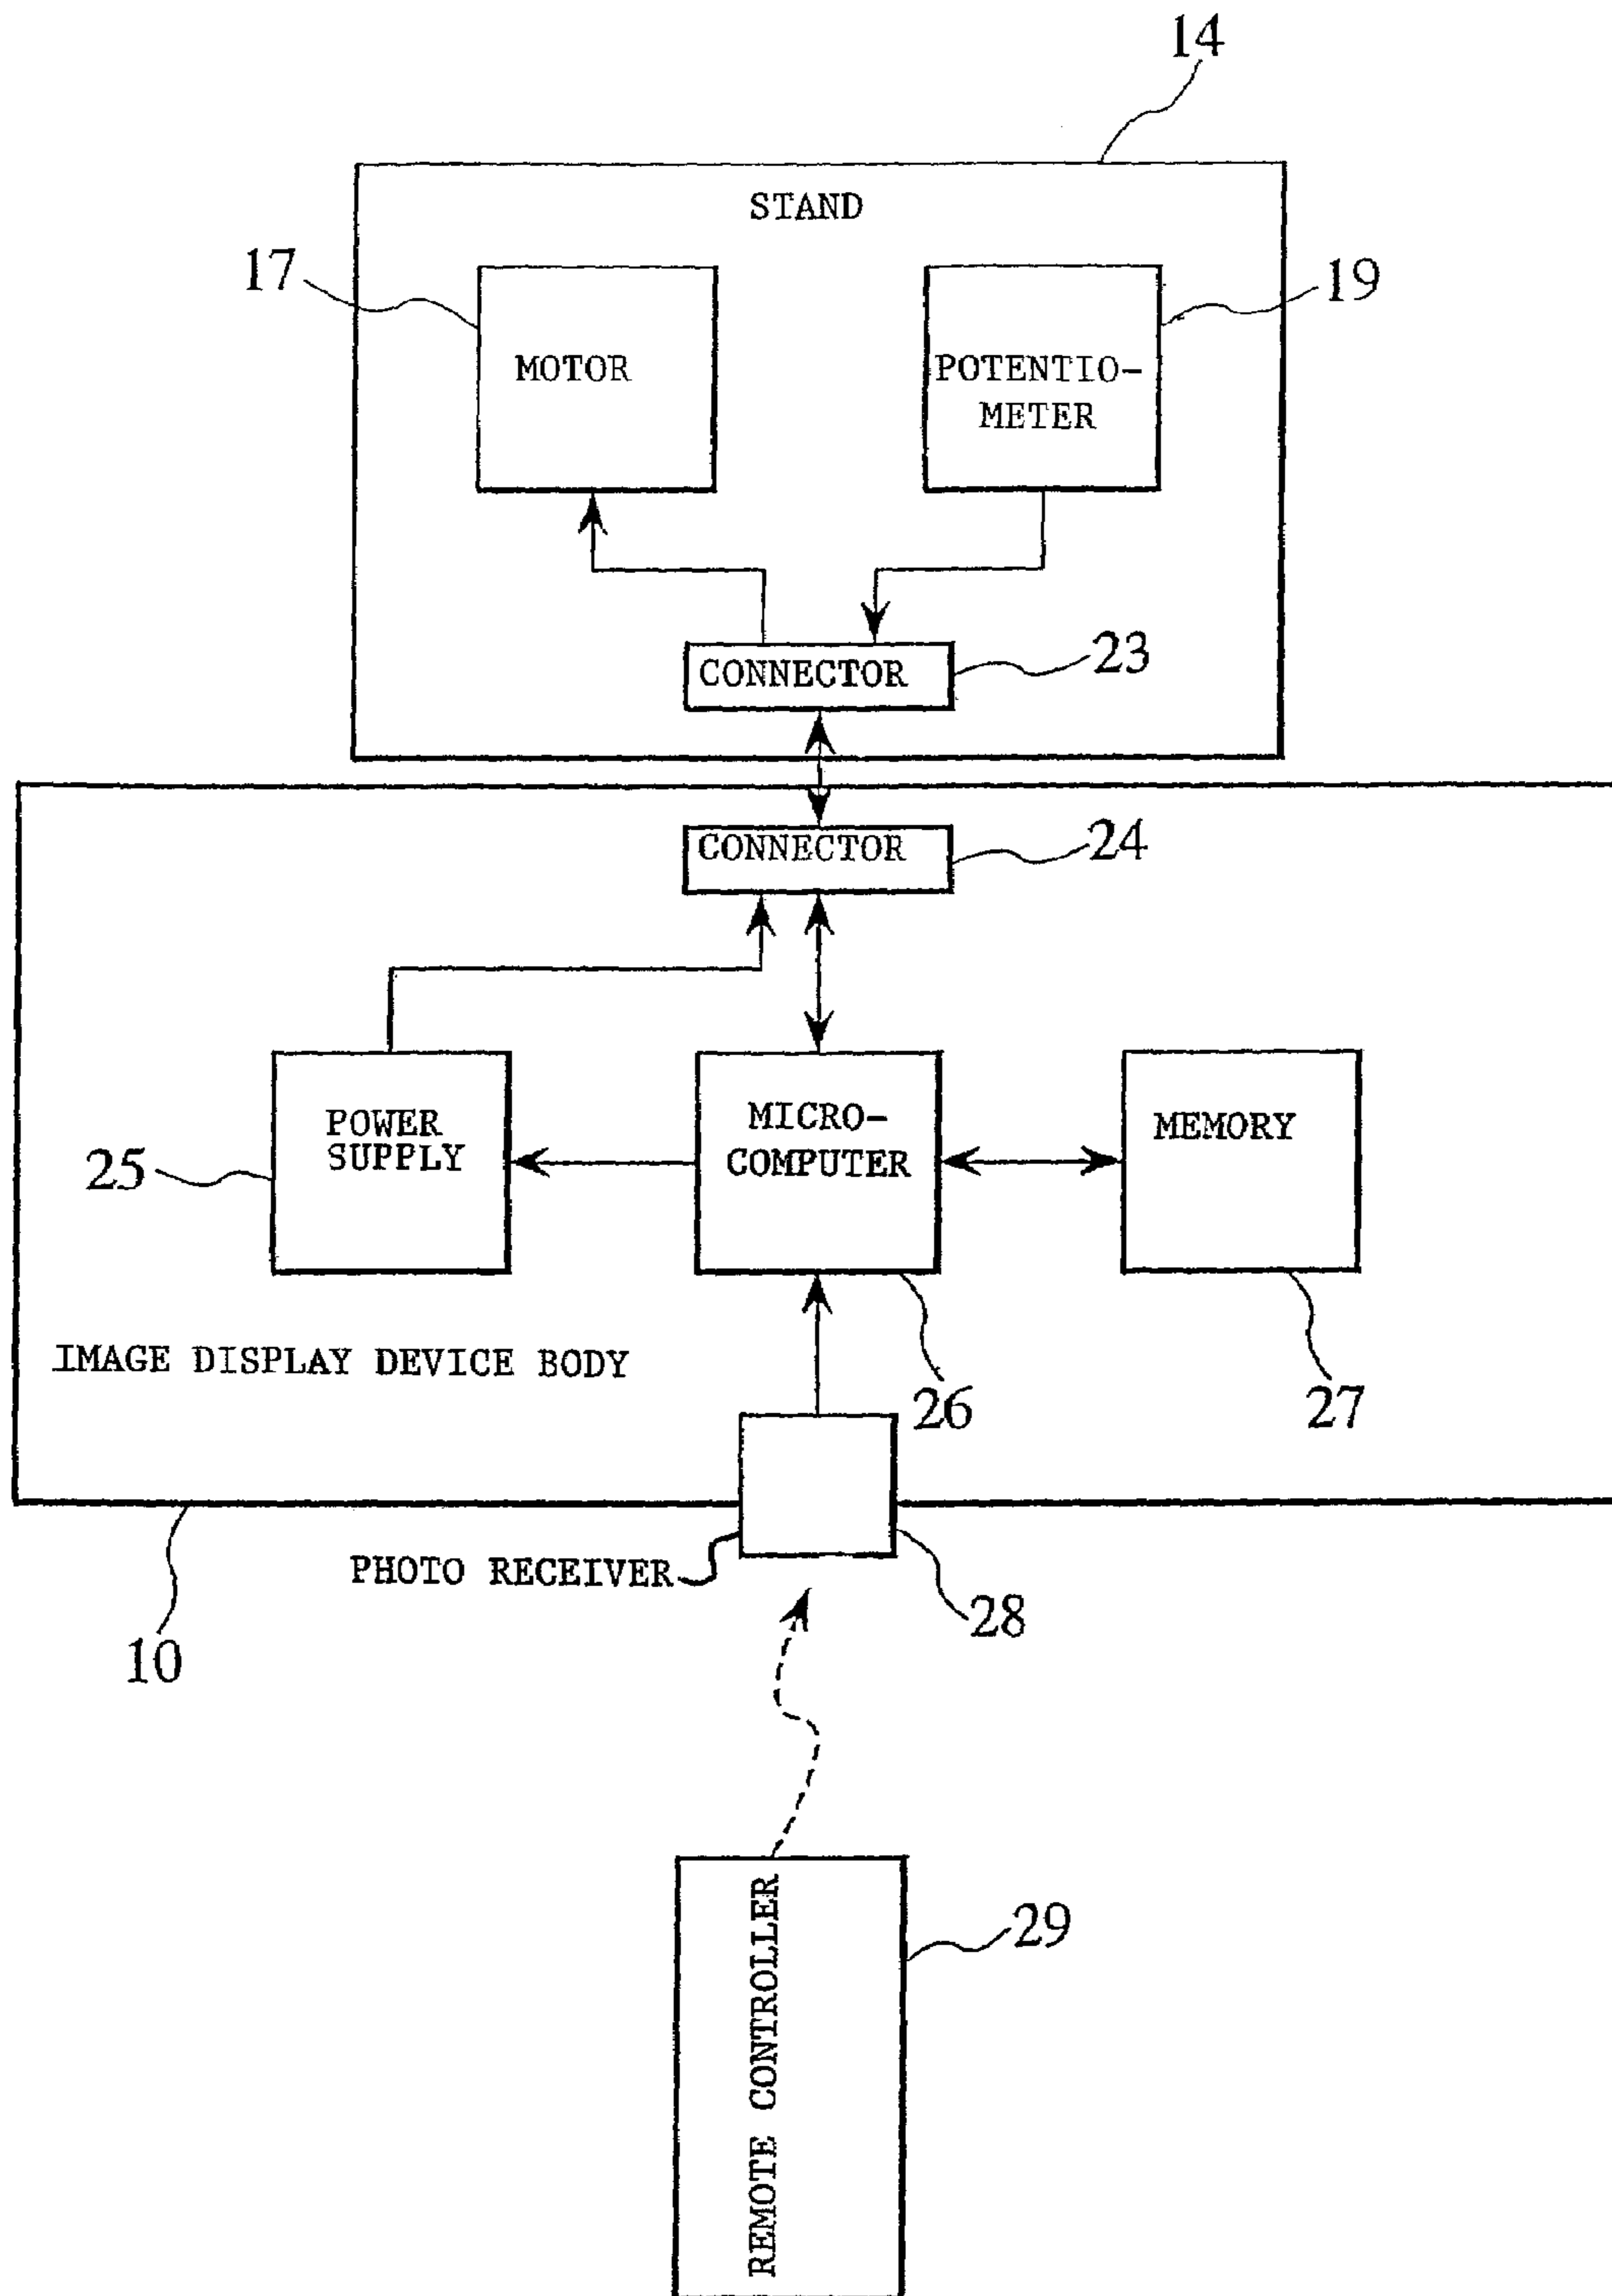 14
STAND
17
19
MOTOR
POTENTIO-
METER
CONNECTOR
23
CONNECTOR
24
POWER
SUPPLY
25
MICRO-
COMPUTER
MEMORY
IMAGE DISPLAY DEVICE BODY
26
27
PHOTO RECEIVER
28
10
REMOTE CONTROLLER
29